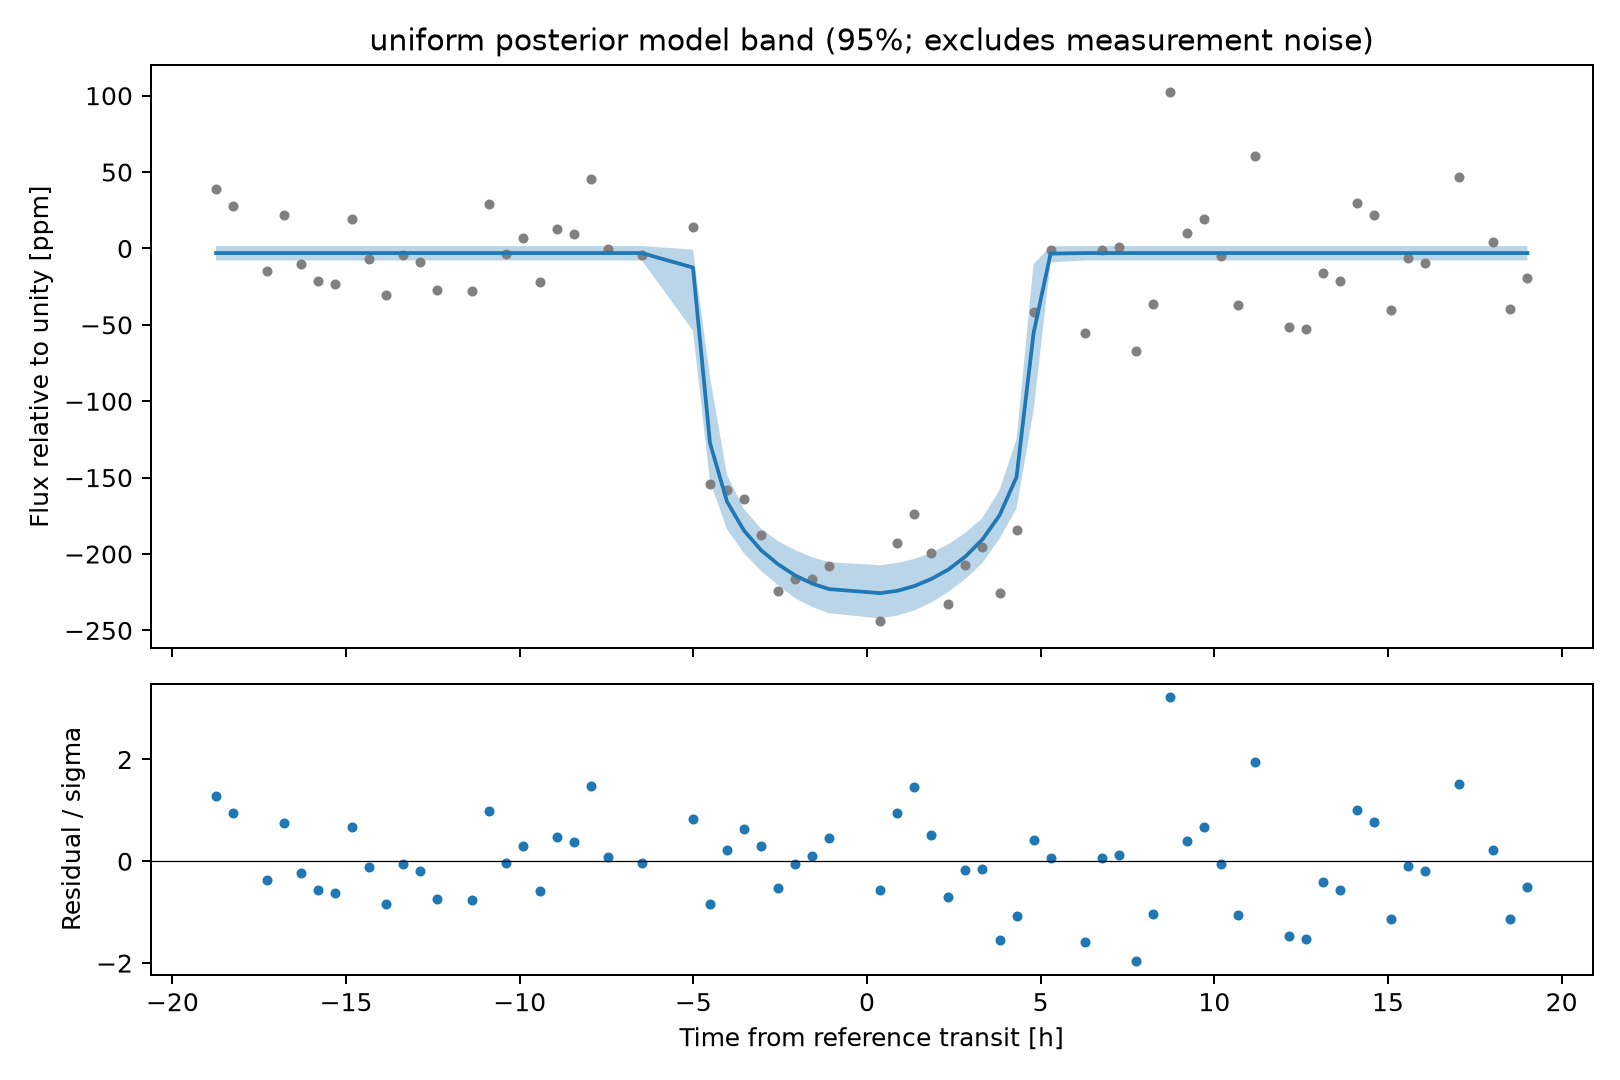 uniform posterior model band (95%; excludes measurement noise)
Flux relative to unity [ppm]
100
50
0
−50
−100
−150
−200
−250
Residual / sigma
2
0
−2
−20 −15 −10 −5 0 5 10 15 20
Time from reference transit [h]